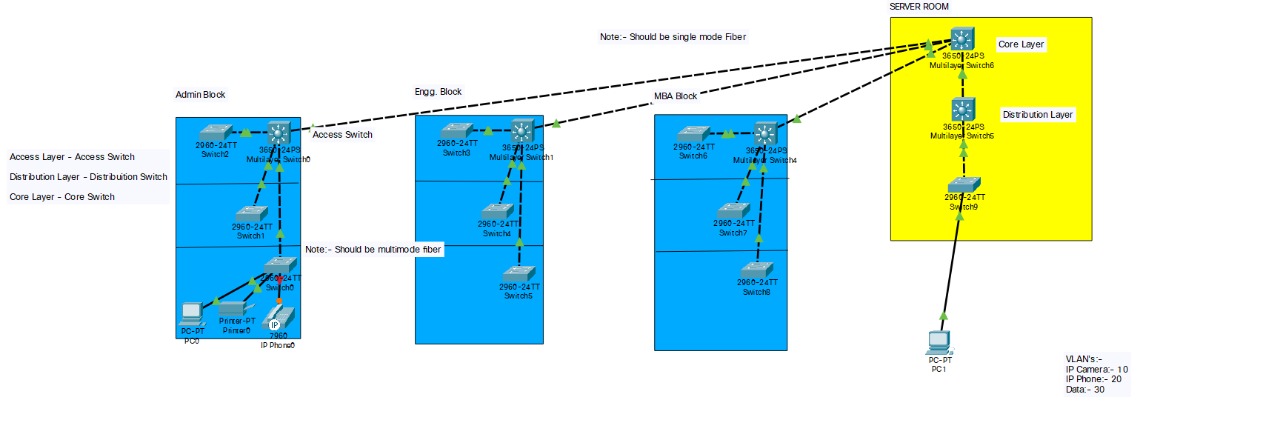 SERVER ROOM
Note:- Should be single mode Fiber
Core Layer
3650-24PS
Multilayer Switch6
Admin Block
Engg. Block
MBA Block
Distribution Layer
3650-24PS
Multilayer Switch5
Access Switch
2960-24TT
Switch2
3650-24PS
Multilayer Switch0
2960-24TT
Switch3
3650-24PS
Multilayer Switch1
2960-24TT
Switch6
3650-24PS
Multilayer Switch4
Access Layer - Access Switch
Distribution Layer - Distribuition Switch
Core Layer - Core Switch
2960-24TT
Switch9
2960-24TT
Switch1
2960-24TT
Switch4
2960-24TT
Switch7
Note:- Should be multimode fiber
2960-24TT
Switch0
2960-24TT
Switch5
2960-24TT
Switch8
PC-PT
PC0
Printer-PT
Printer0
IP
7960
IP Phone0
PC-PT
PC1
VLAN's:-
IP Camera:- 10
IP Phone:- 20
Data:- 30